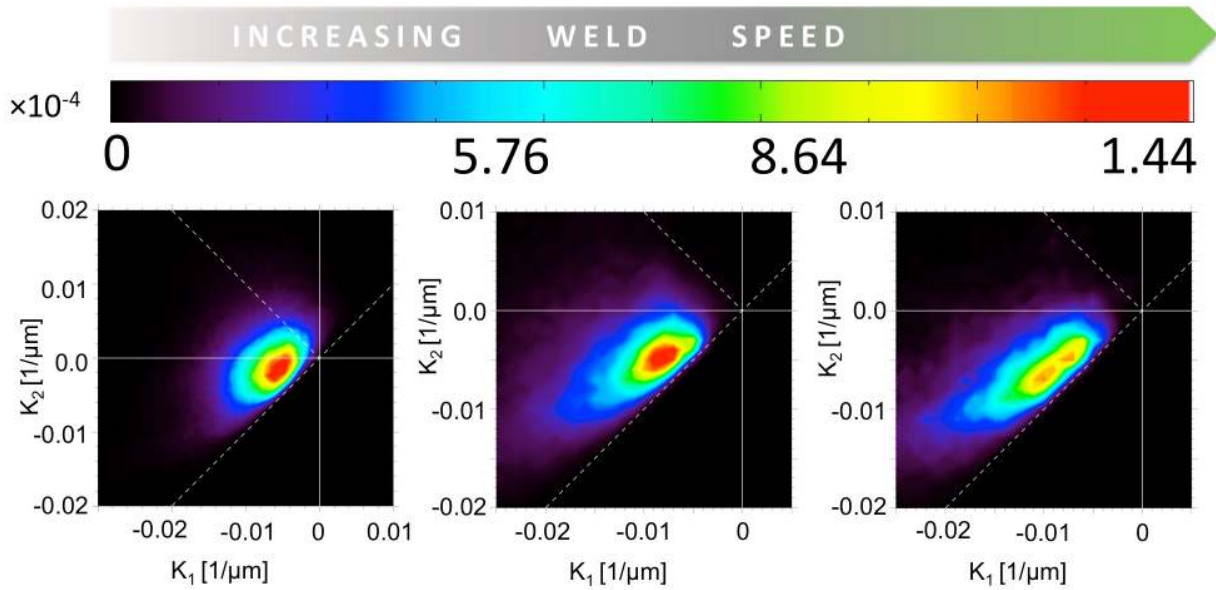 INCREASING WELD SPEED
×10⁻⁴
0 5.76 8.64 1.44
0.02 0.01 0.01
0.01
0.0 0.0 0.0
-0.01 -0.01 -0.01
-0.02 -0.02 -0.02
K₂ [1/µm] K₂ [1/µm] K₂ [1/µm]
-0.02 -0.01 0 0.01 -0.02 -0.01 0 -0.02 -0.01 0
K₁ [1/µm] K₁ [1/µm] K₁ [1/µm]